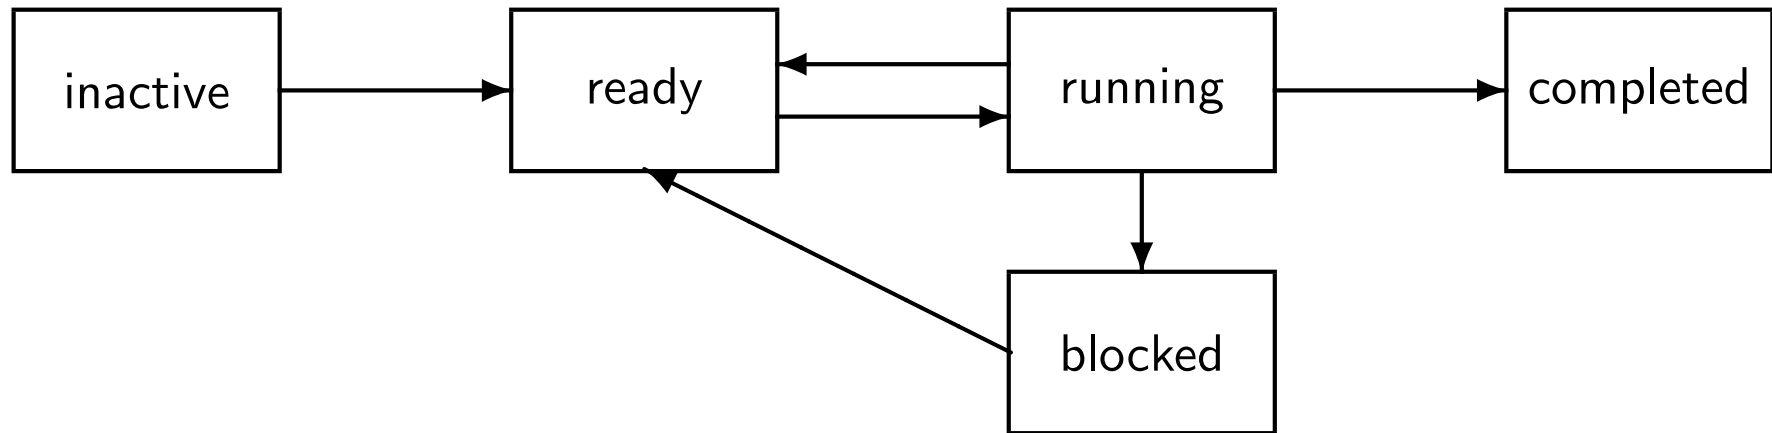 inactive
ready
running
completed
blocked